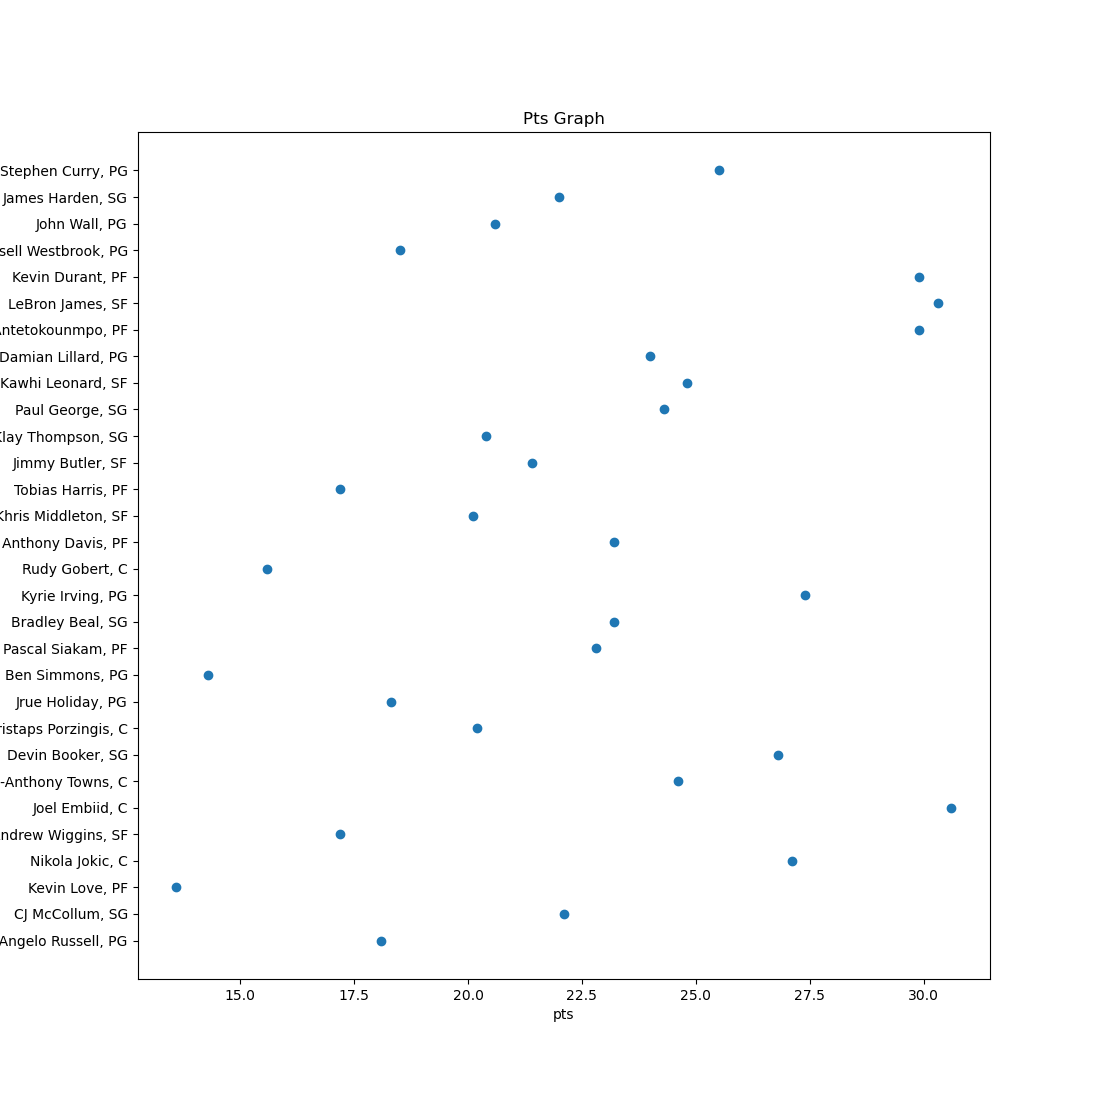 Pts Graph
Stephen Curry, PG
James Harden, SG
John Wall, PG
sell Westbrook, PG
Kevin Durant, PF
LeBron James, SF
ntetokounmpo, PF
Damian Lillard, PG
Kawhi Leonard, SF
Paul George, SG
Klay Thompson, SG
Jimmy Butler, SF
Tobias Harris, PF
Khris Middleton, SF
Anthony Davis, PF
Rudy Gobert, C
Kyrie Irving, PG
Bradley Beal, SG
Pascal Siakam, PF
Ben Simmons, PG
Jrue Holiday, PG
ristaps Porzingis, C
Devin Booker, SG
-Anthony Towns, C
Joel Embiid, C
ndrew Wiggins, SF
Nikola Jokic, C
Kevin Love, PF
CJ McCollum, SG
Angelo Russell, PG
15.0 17.5 20.0 22.5 25.0 27.5 30.0
pts